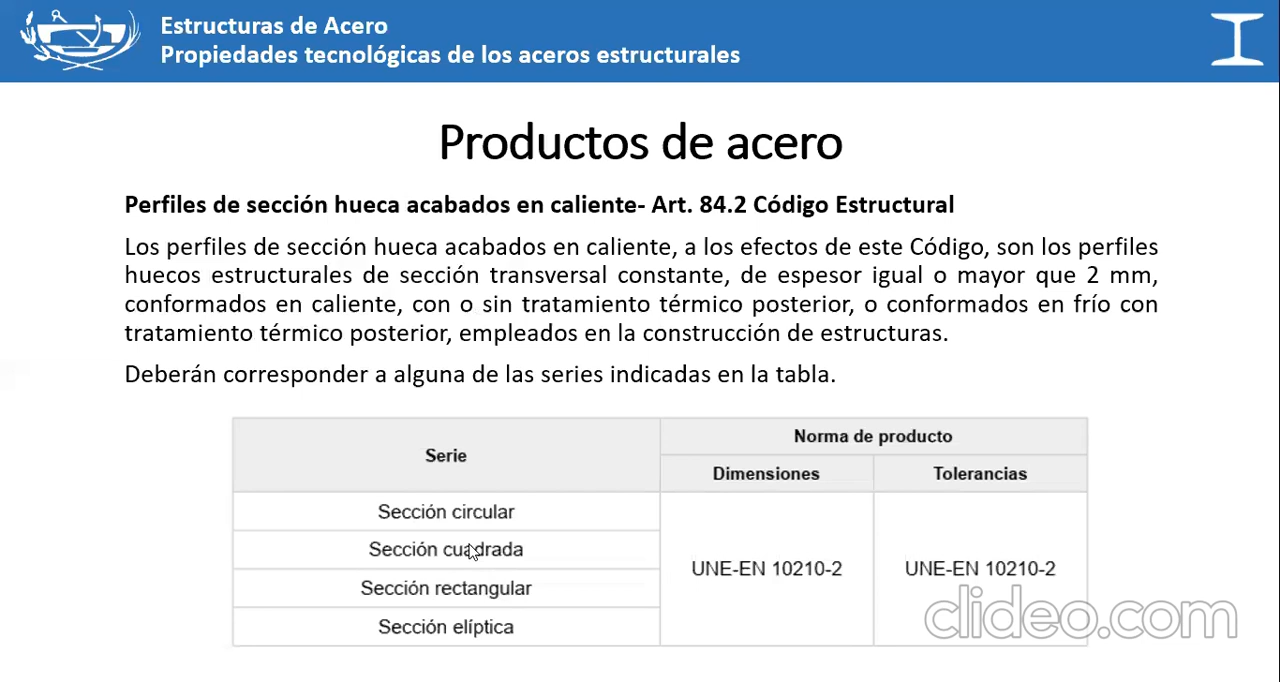 Estructuras de Acero
Propiedades tecnológicas de los aceros estructurales
Productos de acero
Perfiles de sección hueca acabados en caliente- Art. 84.2 Código Estructural
Los perfiles de sección hueca acabados en caliente, a los efectos de este Código, son los perfiles
huecos estructurales de sección transversal constante, de espesor igual o mayor que 2 mm,
conformados en caliente, con o sin tratamiento térmico posterior, o conformados en frío con
tratamiento térmico posterior, empleados en la construcción de estructuras.
Deberán corresponder a alguna de las series indicadas en la tabla.
Serie
Norma de producto
Dimensiones
Tolerancias
Sección circular
Sección cuadrada
Sección rectangular
Sección elíptica
UNE-EN 10210-2
UNE-EN 10210-2
clideo.com